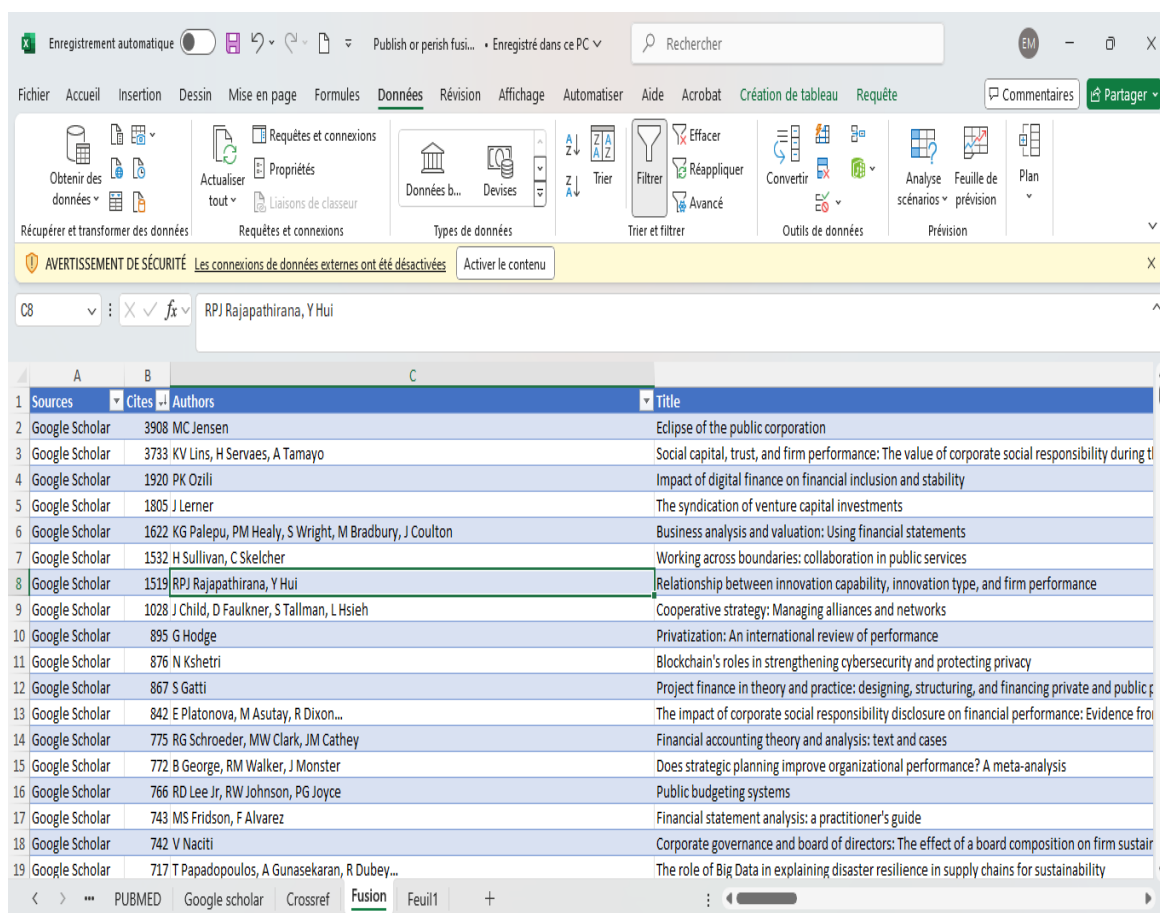 Enregistrement automatique Publish or perish fusi... • Enregistré dans ce PC Rechercher EM
Fichier Accueil Insertion Dessin Mise en page Formules Données Révision Affichage Automatiser Aide Acrobat Création de tableau Requête Commentaires Partager
Obtenir des données
Récupérer et transformer des données
Actualiser tout
Requêtes et connexions
Propriétés
Liaisons de classeur
Requêtes et connexions
Données b... Devises
Types de données
Trier
Filtrer
Effacer
Réappliquer
Avancé
Trier et filtrer
Convertir
Outils de données
Analyse scénarios
Feuille de prévision
Prévision
Plan
AVERTISSEMENT DE SÉCURITÉ Les connexions de données externes ont été désactivées Activer le contenu
C8 fx RPJ Rajapathirana, Y Hui
A B C
1 Sources Cites Authors Title
2 Google Scholar 3908 MC Jensen Eclipse of the public corporation
3 Google Scholar 3733 KV Lins, H Servaes, A Tamayo Social capital, trust, and firm performance: The value of corporate social responsibility during
4 Google Scholar 1920 PK Ozili Impact of digital finance on financial inclusion and stability
5 Google Scholar 1805 J Lerner The syndication of venture capital investments
6 Google Scholar 1622 KG Palepu, PM Healy, S Wright, M Bradbury, J Coulton Business analysis and valuation: Using financial statements
7 Google Scholar 1532 H Sullivan, C Skelcher Working across boundaries: collaboration in public services
8 Google Scholar 1519 RPJ Rajapathirana, Y Hui Relationship between innovation capability, innovation type, and firm performance
9 Google Scholar 1028 J Child, D Faulkner, S Tallman, L Hsieh Cooperative strategy: Managing alliances and networks
10 Google Scholar 895 G Hodge Privatization: An international review of performance
11 Google Scholar 876 N Kshetri Blockchain's roles in strengthening cybersecurity and protecting privacy
12 Google Scholar 867 S Gatti Project finance in theory and practice: designing, structuring, and financing private and public
13 Google Scholar 842 E Platonova, M Asutay, R Dixon... The impact of corporate social responsibility disclosure on financial performance: Evidence
14 Google Scholar 775 RG Schroeder, MW Clark, JM Cathey Financial accounting theory and analysis: text and cases
15 Google Scholar 772 B George, RM Walker, J Monster Does strategic planning improve organizational performance? A meta-analysis
16 Google Scholar 766 RD Lee Jr, RW Johnson, PG Joyce Public budgeting systems
17 Google Scholar 743 MS Fridson, F Alvarez Financial statement analysis: a practitioner's guide
18 Google Scholar 742 V Naciti Corporate governance and board of directors: The effect of a board composition on firm
19 Google Scholar 717 T Papadopoulos, A Gunasekaran, R Dubey... The role of Big Data in explaining disaster resilience in supply chains for sustainability
... PUBMED Google scholar Crossref Fusion Feuil1 +